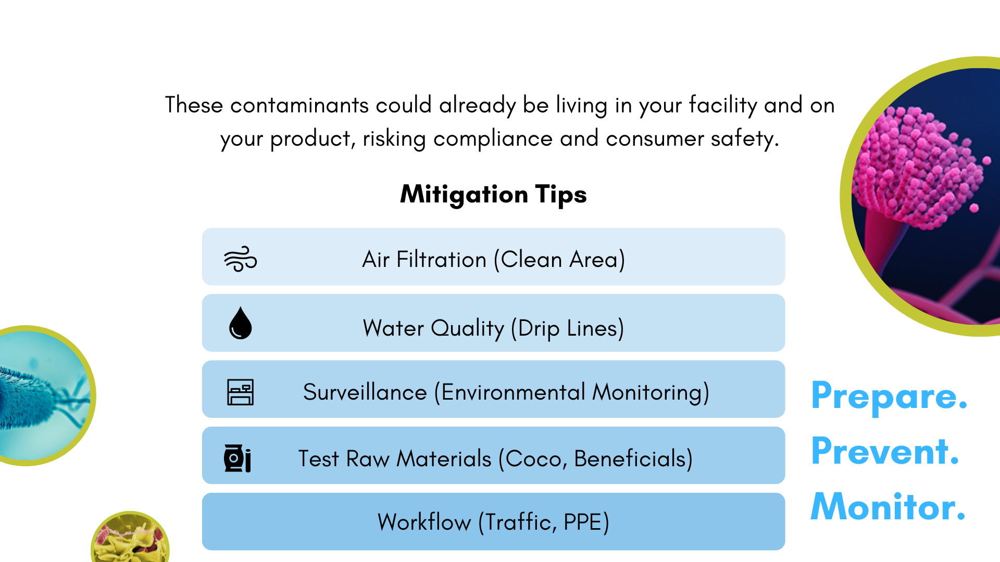 These contaminants could already be living in your facility and on
your product, risking compliance and consumer safety.
Mitigation Tips
Air Filtration (Clean Area)
Water Quality (Drip Lines)
Surveillance (Environmental Monitoring)
Test Raw Materials (Coco, Beneficials)
Workflow (Traffic, PPE)
Prepare.
Prevent.
Monitor.